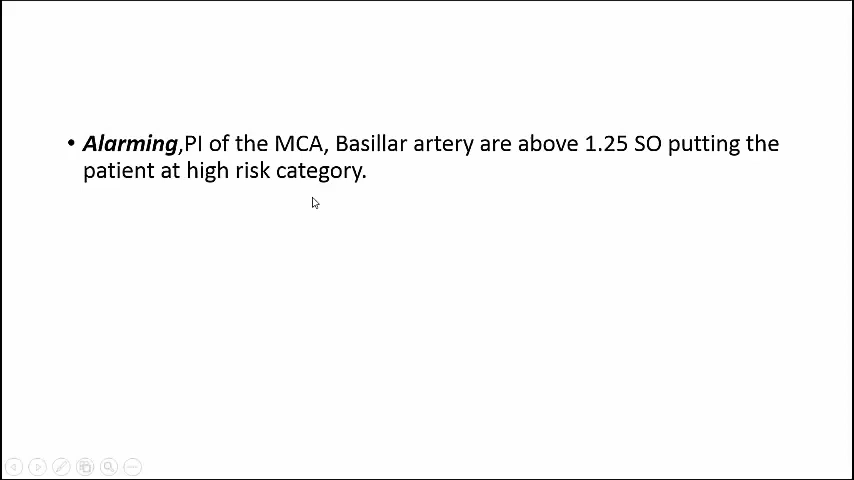 • Alarming,PI of the MCA, Basillar artery are above 1.25 SO putting the
patient at high risk category.